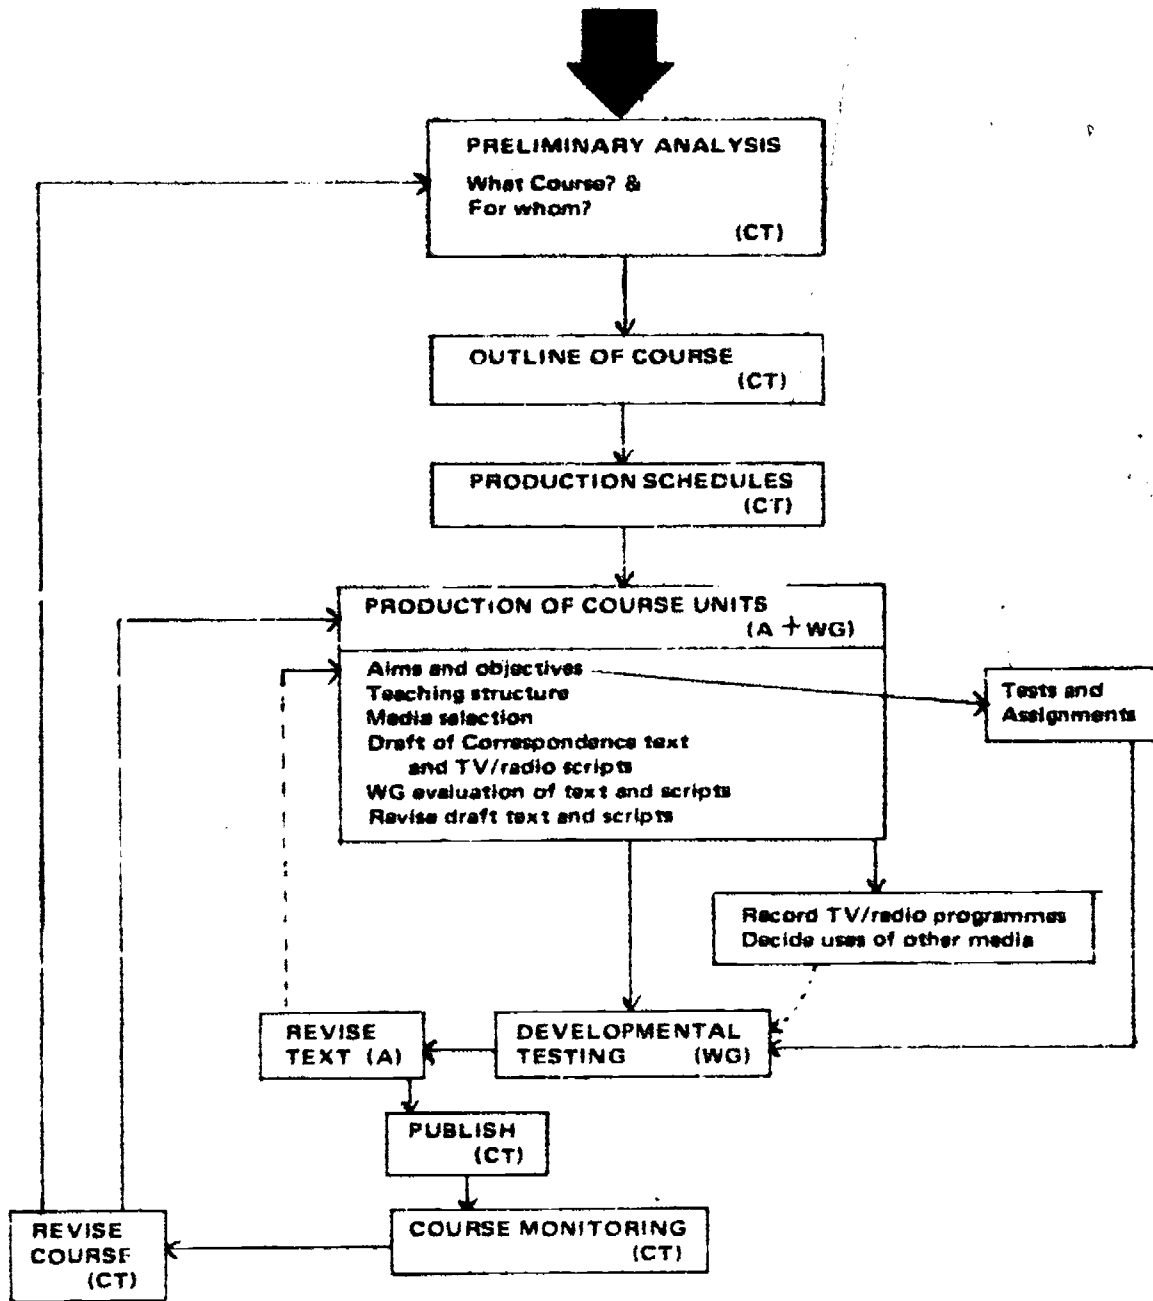 PRELIMINARY ANALYSIS
What Course? &
For whom?
(CT)
OUTLINE OF COURSE
(CT)
PRODUCTION SCHEDULES
(CT)
PRODUCTION OF COURSE UNITS
(A + WG)
Aims and objectives
Teaching structure
Media selection
Draft of Correspondence text
and TV/radio scripts
WG evaluation of text and scripts
Revise draft text and scripts
Tests and
Assignments
Record TV/radio programmes
Decide uses of other media
REVISE
TEXT (A)
DEVELOPMENTAL
TESTING (WG)
PUBLISH
(CT)
REVISE
COURSE
(CT)
COURSE MONITORING
(CT)